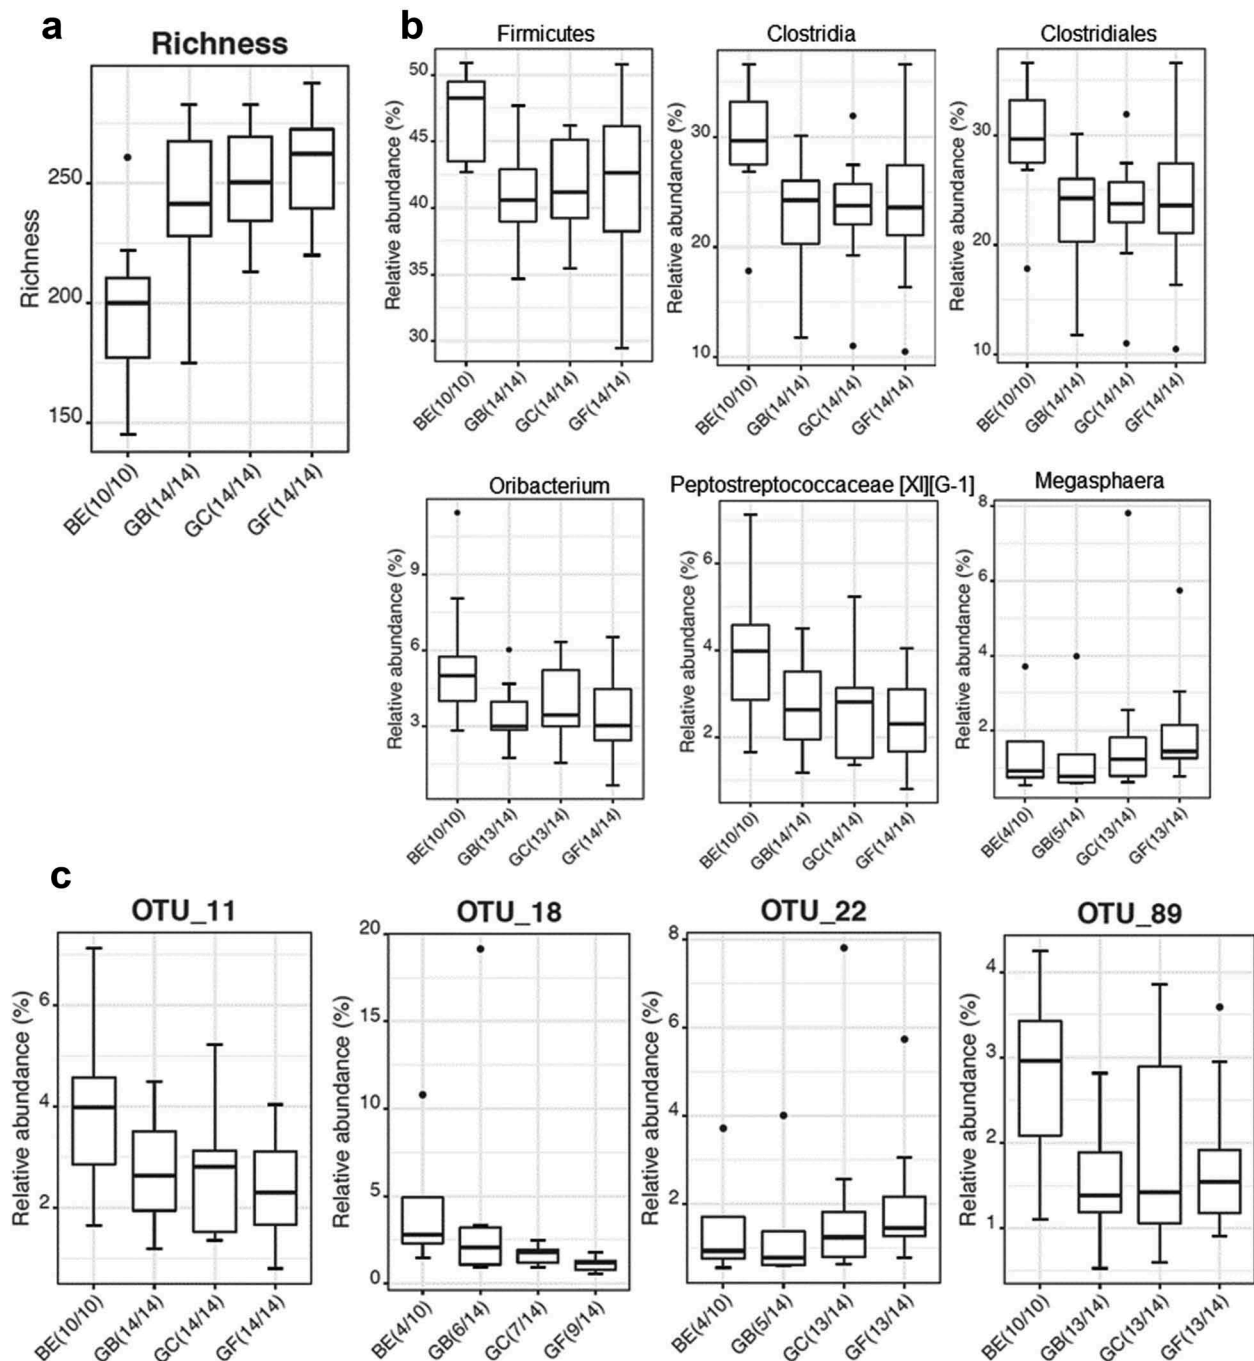 a
Richness
Richness
250
200
150
BE(10/10)
GB(14/14)
GC(14/14)
GF(14/14)
b
Firmicutes
Relative abundance (%)
50
45
40
35
30
BE(10/10)
GB(14/14)
GC(14/14)
GF(14/14)
Clostridia
Relative abundance (%)
30
20
10
BE(10/10)
GB(14/14)
GC(14/14)
GF(14/14)
Clostridiales
Relative abundance (%)
30
20
10
BE(10/10)
GB(14/14)
GC(14/14)
GF(14/14)
Oribacterium
Relative abundance (%)
9
6
3
BE(10/10)
GB(13/14)
GC(13/14)
GF(14/14)
Peptostreptococcaceae [XI][G-1]
Relative abundance (%)
6
4
2
BE(10/10)
GB(14/14)
GC(14/14)
GF(14/14)
Megasphaera
Relative abundance (%)
8
6
4
2
BE(4/10)
GB(5/14)
GC(13/14)
GF(13/14)
c
OTU_11
Relative abundance (%)
6
4
2
BE(10/10)
GB(14/14)
GC(14/14)
GF(14/14)
OTU_18
Relative abundance (%)
20
15
10
5
0
BE(4/10)
GB(6/14)
GC(7/14)
GF(9/14)
OTU_22
Relative abundance (%)
8
6
4
2
BE(4/10)
GB(5/14)
GC(13/14)
GF(13/14)
OTU_89
Relative abundance (%)
4
3
2
1
BE(10/10)
GB(13/14)
GC(13/14)
GF(13/14)